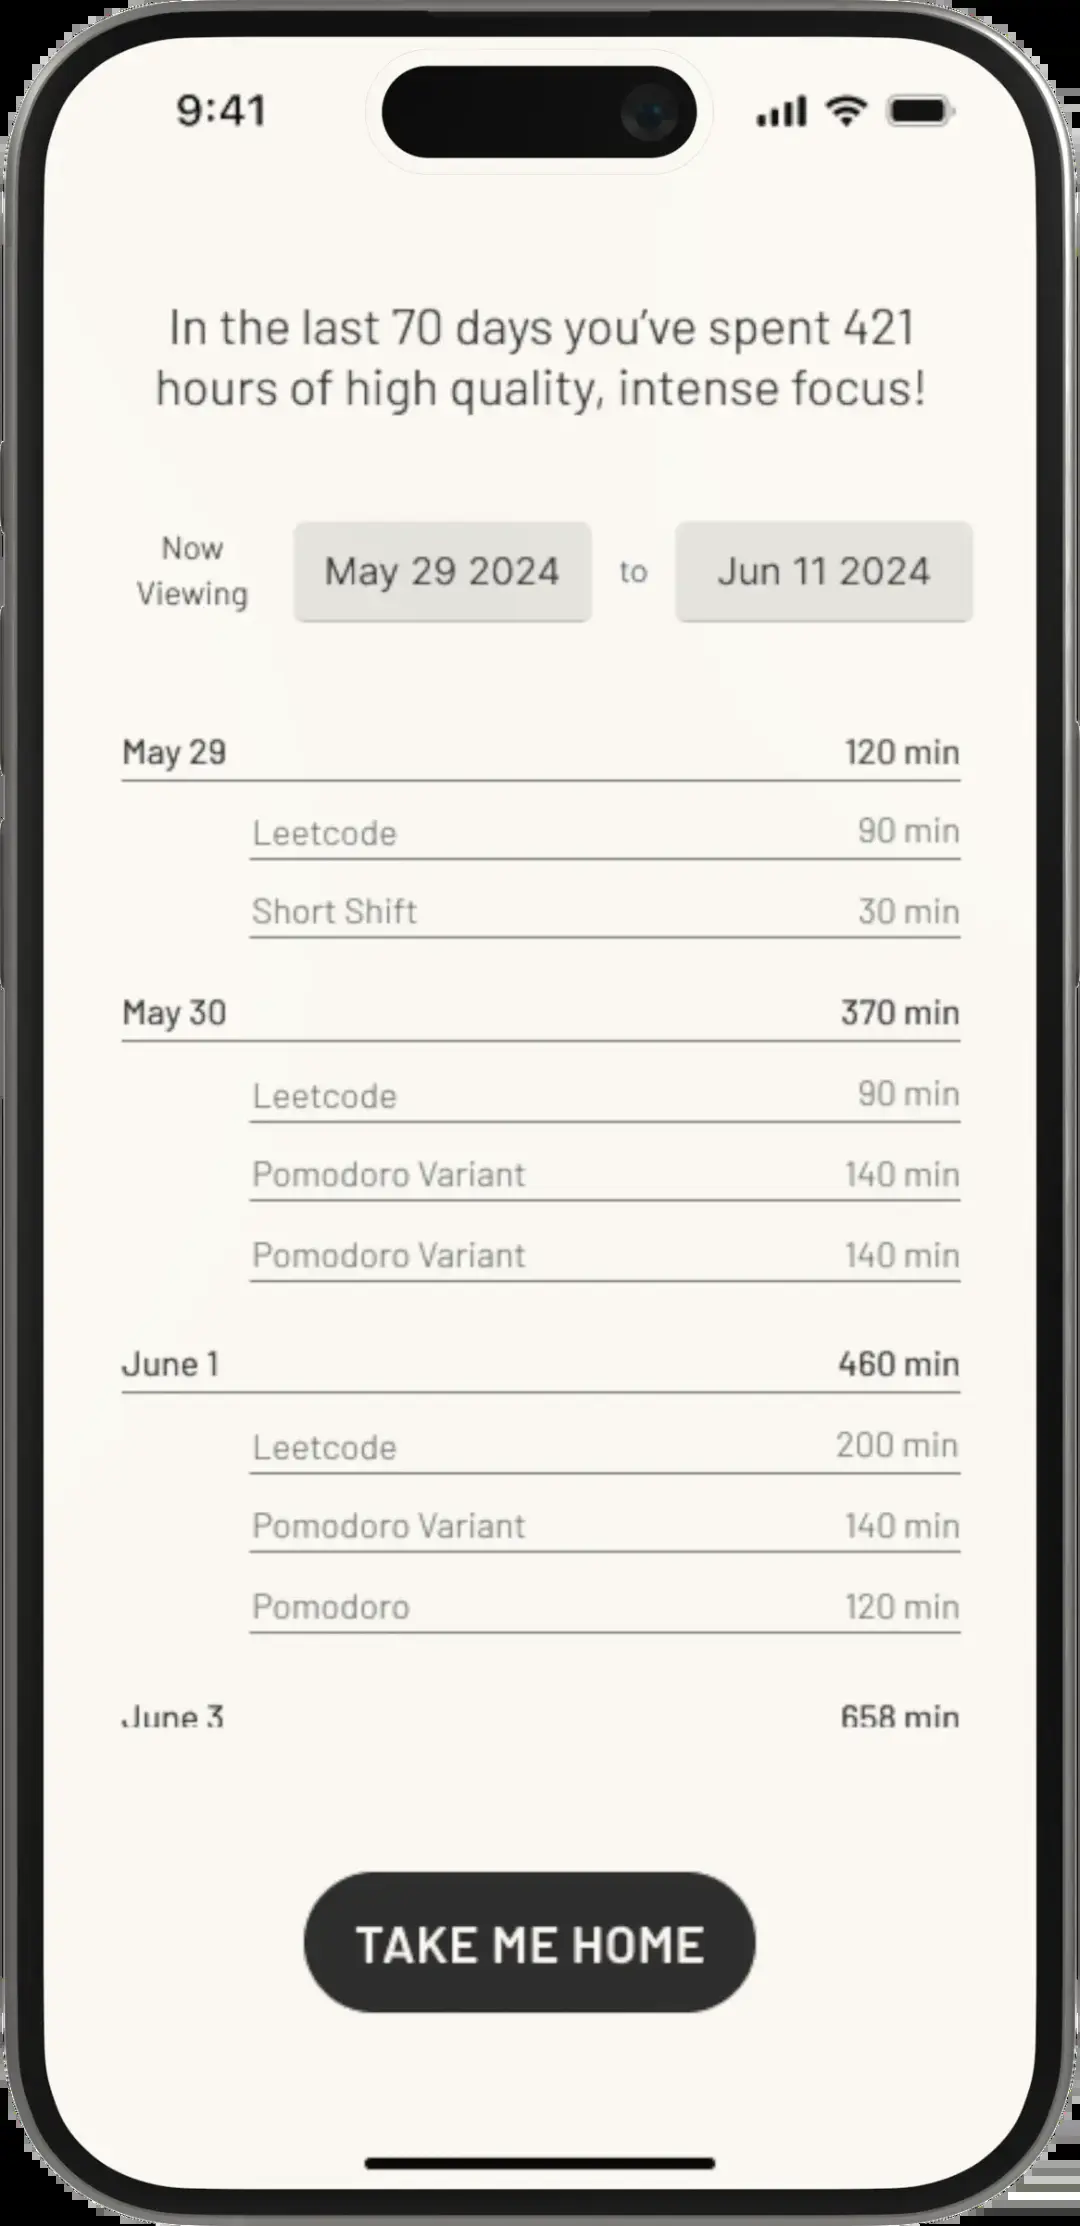 9:41
In the last 70 days you've spent 421
hours of high quality, intense focus!
Now
Viewing
May 29 2024 to Jun 11 2024
May 29 120 min
Leetcode 90 min
Short Shift 30 min
May 30 370 min
Leetcode 90 min
Pomodoro Variant 140 min
Pomodoro Variant 140 min
June 1 460 min
Leetcode 200 min
Pomodoro Variant 140 min
Pomodoro 120 min
June 3 658 min
TAKE ME HOME